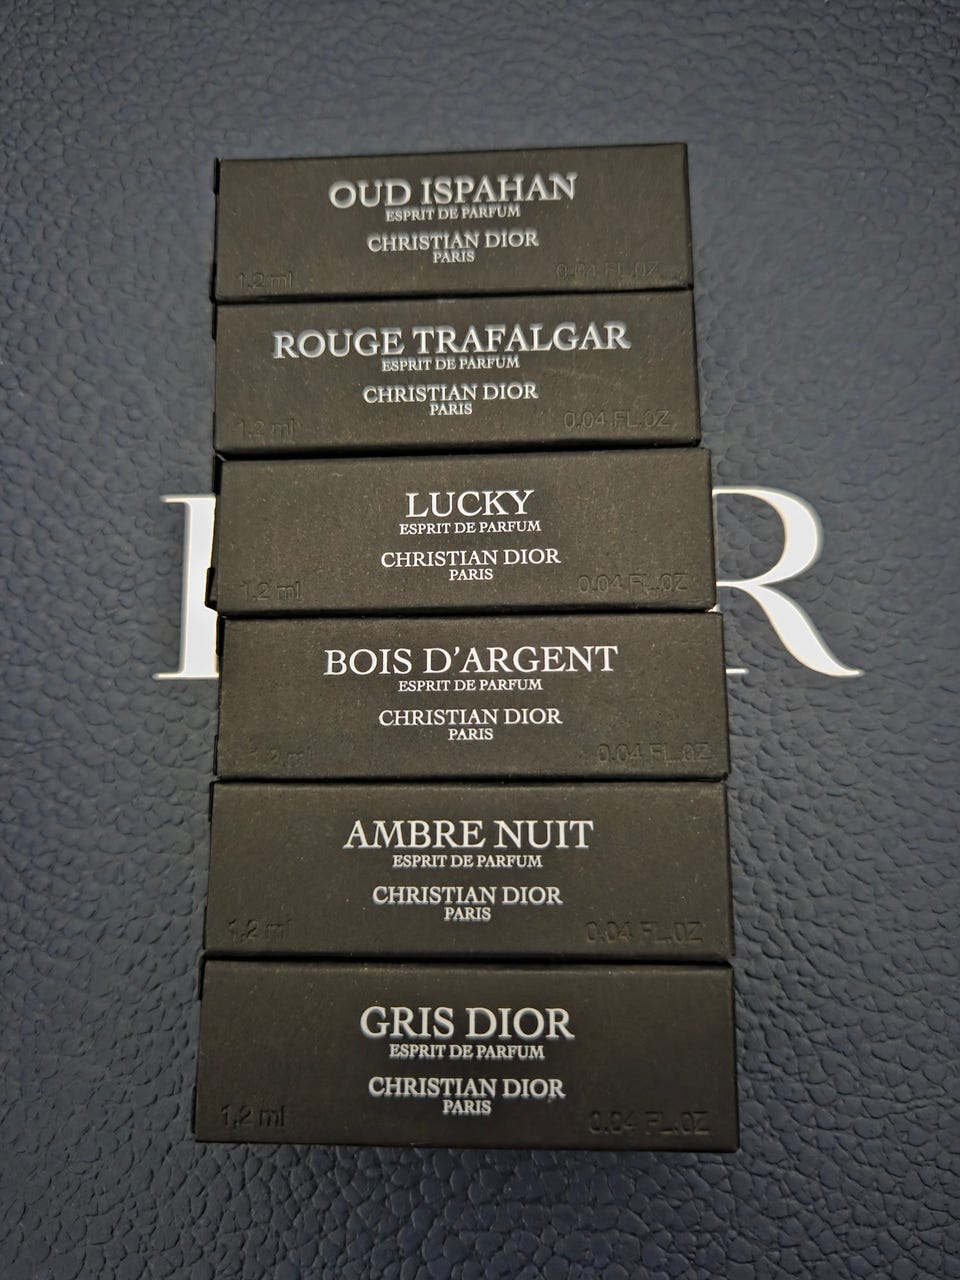 OUD ISPAHAN
ESPRIT DE PARFUM
CHRISTIAN DIOR
PARIS
1.2 ml 0.04 FL.OZ
ROUGE TRAFALGAR
ESPRIT DE PARFUM
CHRISTIAN DIOR
PARIS
1.2 ml 0.04 FL.OZ
LUCKY
ESPRIT DE PARFUM
CHRISTIAN DIOR
PARIS
1.2 ml 0.04 FL.OZ
BOIS D'ARGENT
ESPRIT DE PARFUM
CHRISTIAN DIOR
PARIS
1.2 ml 0.04 FL.OZ
AMBRE NUIT
ESPRIT DE PARFUM
CHRISTIAN DIOR
PARIS
1.2 ml 0.04 FL.OZ
GRIS DIOR
ESPRIT DE PARFUM
CHRISTIAN DIOR
PARIS
1.2 ml 0.04 FL.OZ